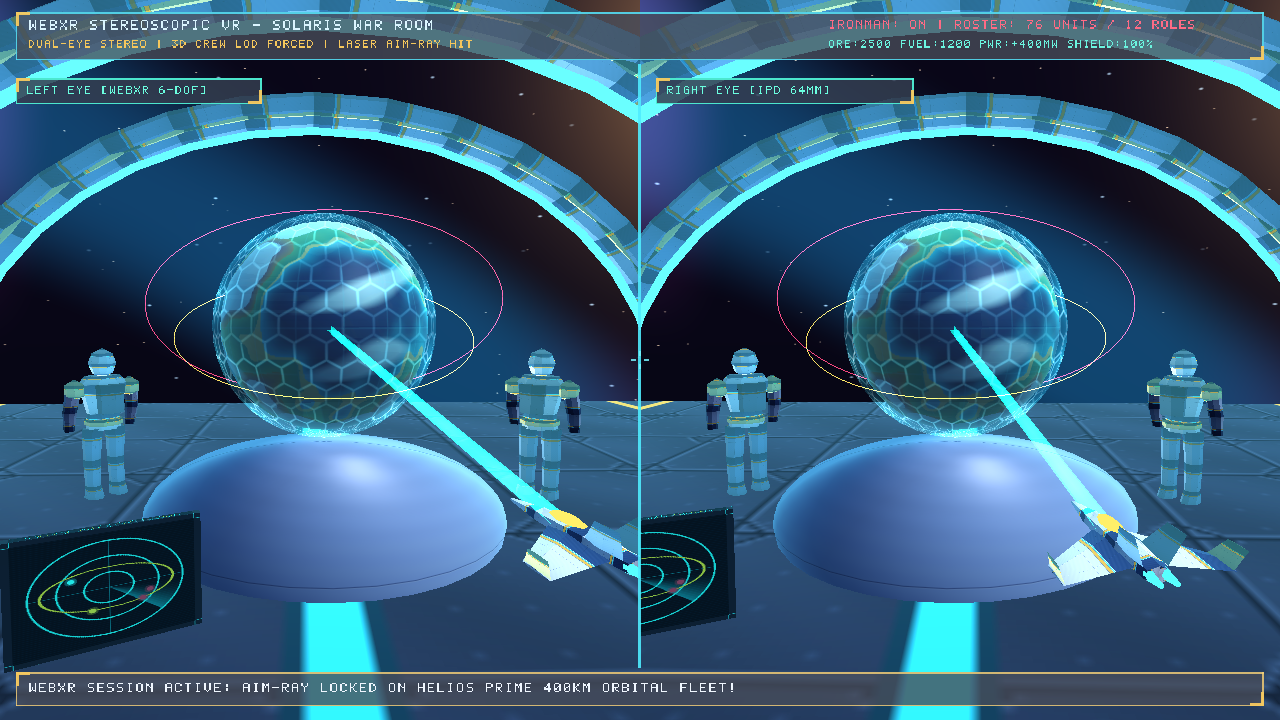 WEBXR STEREOSCOPIC VR - SOLARIS WAR ROOM
DUAL-EYE STEREO | 3D CREW LOD FORCED | LASER AIM-RAY HIT
IRONMAN: ON | ROSTER: 76 UNITS / 12 ROLES
ORE:2500 FUEL:1200 PWR:+400MW SHIELD:100%
LEFT EYE [WEBXR 6-DOF]
RIGHT EYE [IPD 64MM]
WEBXR SESSION ACTIVE: AIM-RAY LOCKED ON HELIOS PRIME 400KM ORBITAL FLEET!